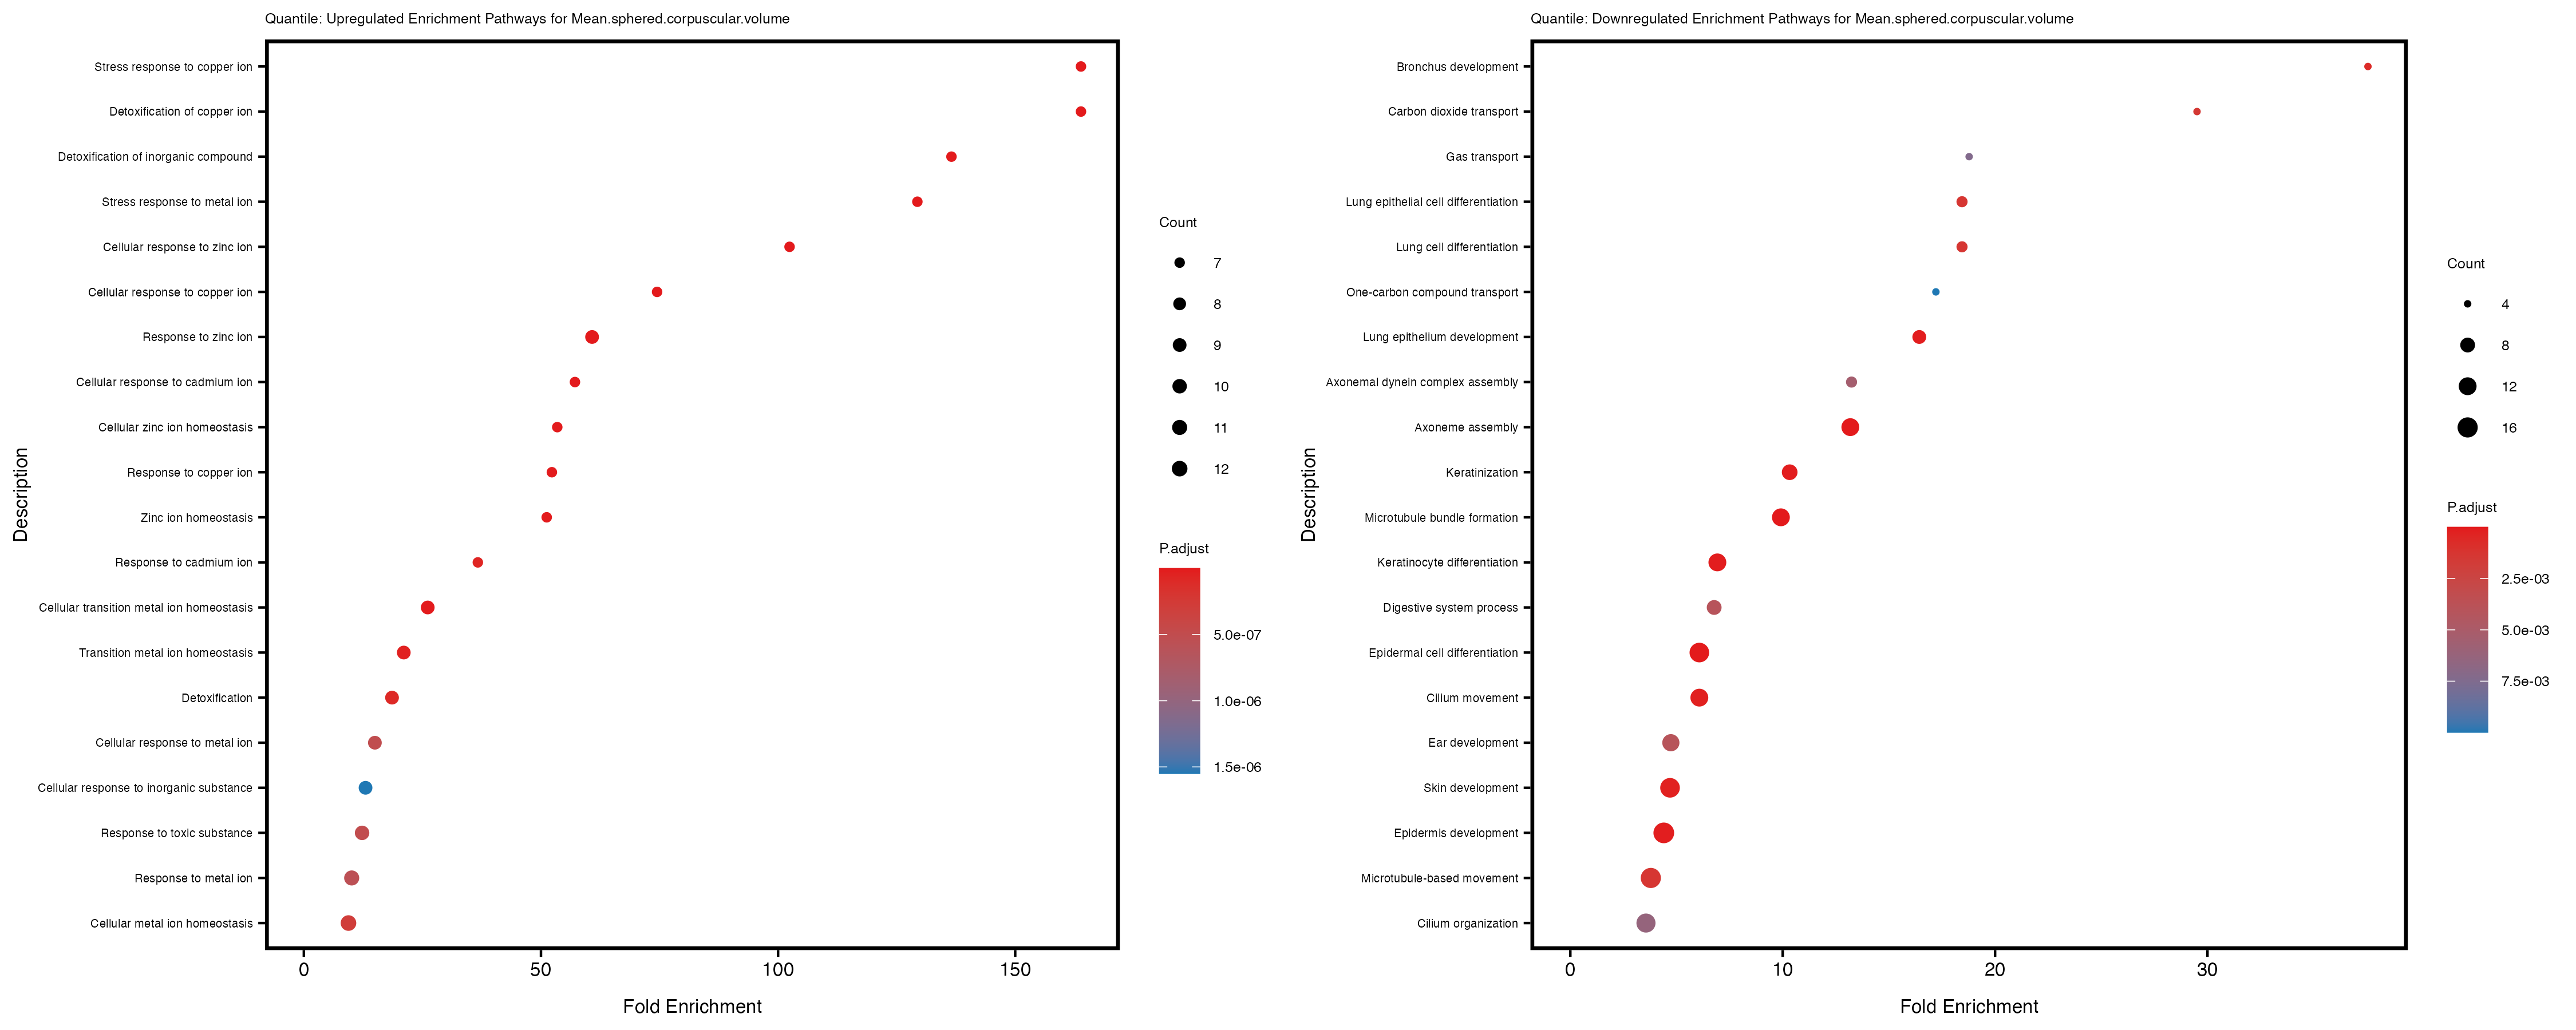 Quantile: Upregulated Enrichment Pathways for Mean.sphered.corpuscular.volume
Description
Stress response to copper ion
Detoxification of copper ion
Detoxification of inorganic compound
Stress response to metal ion
Cellular response to zinc ion
Cellular response to copper ion
Response to zinc ion
Cellular response to cadmium ion
Cellular zinc ion homeostasis
Response to copper ion
Zinc ion homeostasis
Response to cadmium ion
Cellular transition metal ion homeostasis
Transition metal ion homeostasis
Detoxification
Cellular response to metal ion
Cellular response to inorganic substance
Response to toxic substance
Response to metal ion
Cellular metal ion homeostasis
0 50 100 150
Fold Enrichment
Count
7
8
9
10
11
12
P.adjust
5.0e-07
1.0e-06
1.5e-06
Quantile: Downregulated Enrichment Pathways for Mean.sphered.corpuscular.volume
Description
Bronchus development
Carbon dioxide transport
Gas transport
Lung epithelial cell differentiation
Lung cell differentiation
One-carbon compound transport
Lung epithelium development
Axonemal dynein complex assembly
Axoneme assembly
Keratinization
Microtubule bundle formation
Keratinocyte differentiation
Digestive system process
Epidermal cell differentiation
Cilium movement
Ear development
Skin development
Epidermis development
Microtubule-based movement
Cilium organization
0 10 20 30
Fold Enrichment
Count
4
8
12
16
P.adjust
2.5e-03
5.0e-03
7.5e-03